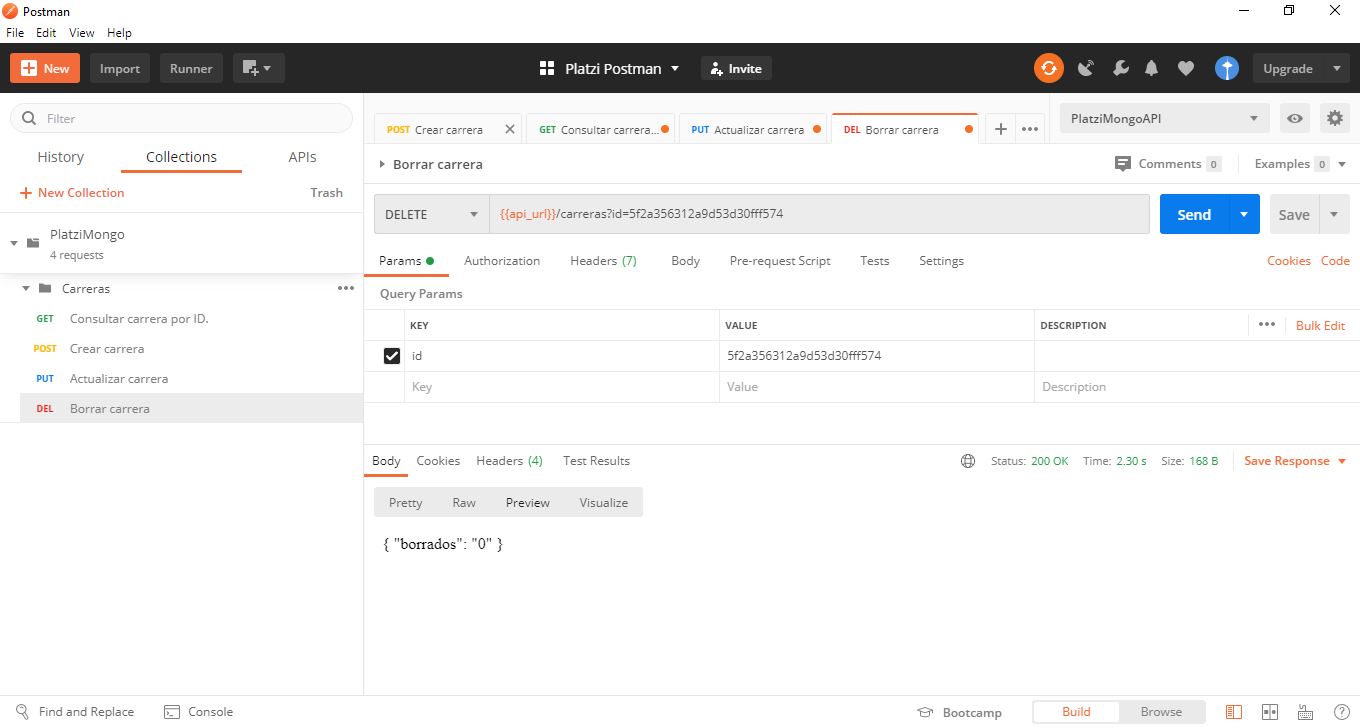 Postman
File Edit View Help
New Import Runner Platzi Postman Invite Upgrade
Filter
History Collections APIs
New Collection Trash
PlatziMongo
4 requests
Carreras
GET Consultar carrera por ID.
POST Crear carrera
PUT Actualizar carrera
DEL Borrar carrera
POST Crear carrera GET Consultar carrera... PUT Actualizar carrera DEL Borrar carrera PlatziMongoAPI
Borrar carrera Comments 0 Examples 0
DELETE {{api_url}}/carreras?id=5f2a356312a9d53d30fff574 Send Save
Params Authorization Headers (7) Body Pre-request Script Tests Settings Cookies Code
Query Params
KEY VALUE DESCRIPTION ••• Bulk Edit
id 5f2a356312a9d53d30fff574
Key Value Description
Body Cookies Headers (4) Test Results Status: 200 OK Time: 2.30 s Size: 168 B Save Response
Pretty Raw Preview Visualize
{ "borrados": "0" }
Find and Replace Console Bootcamp Build Browse